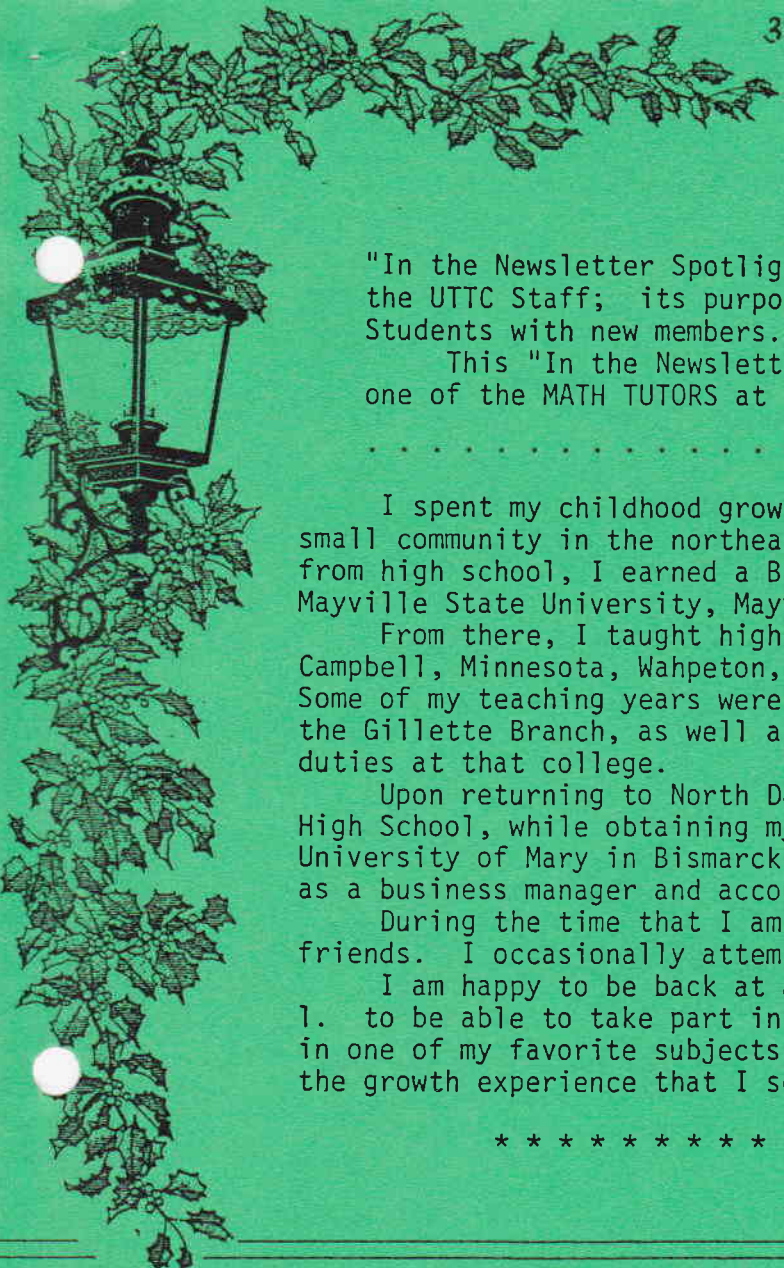 3
"In the Newsletter Spotlig
the UTTC Staff; its purpo
Students with new members.
This "In the Newslett
one of the MATH TUTORS at
. . . . . . . . . . . . .
I spent my childhood grow
small community in the northea
from high school, I earned a B
Mayville State University, May
From there, I taught high
Campbell, Minnesota, Wahpeton,
Some of my teaching years were
the Gillette Branch, as well a
duties at that college.
Upon returning to North D
High School, while obtaining m
University of Mary in Bismarck
as a business manager and acco
During the time that I am
friends. I occasionally attem
I am happy to be back at
1. to be able to take part in
in one of my favorite subjects
the growth experience that I s
* * * * * * * * *